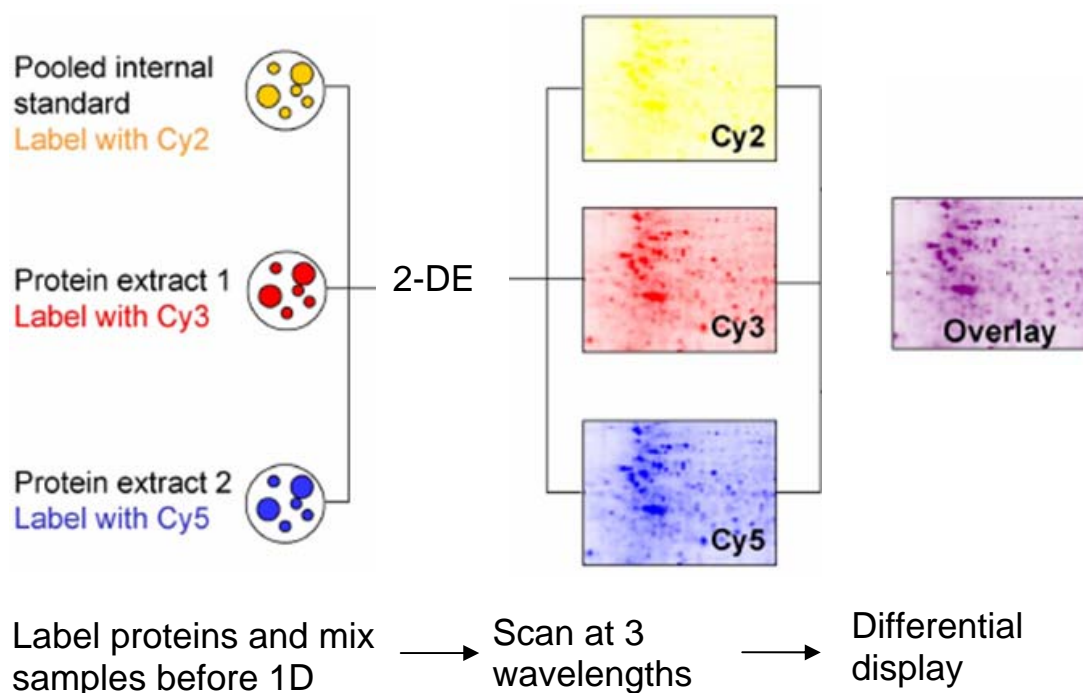 Pooled internal
standard
Label with Cy2
Protein extract 1
Label with Cy3
Protein extract 2
Label with Cy5
2-DE
Cy2
Cy3
Cy5
Overlay
Label proteins and mix
samples before 1D
Scan at 3
wavelengths
Differential
display